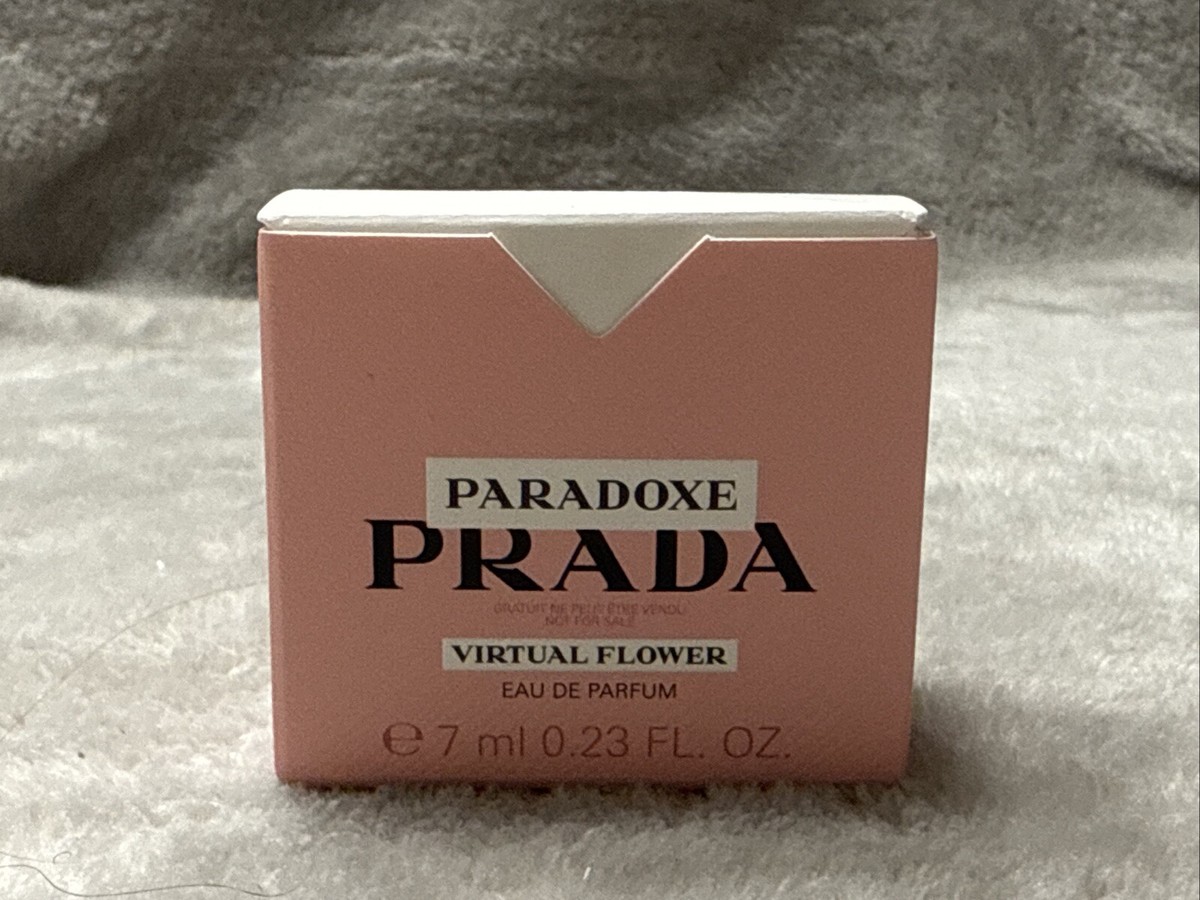 PARADOXE
PRADA
GRATUIT NE PEUT ÊTRE VENDU
NOT FOR SALE
VIRTUAL FLOWER
EAU DE PARFUM
℮ 7 ml 0.23 FL. OZ.